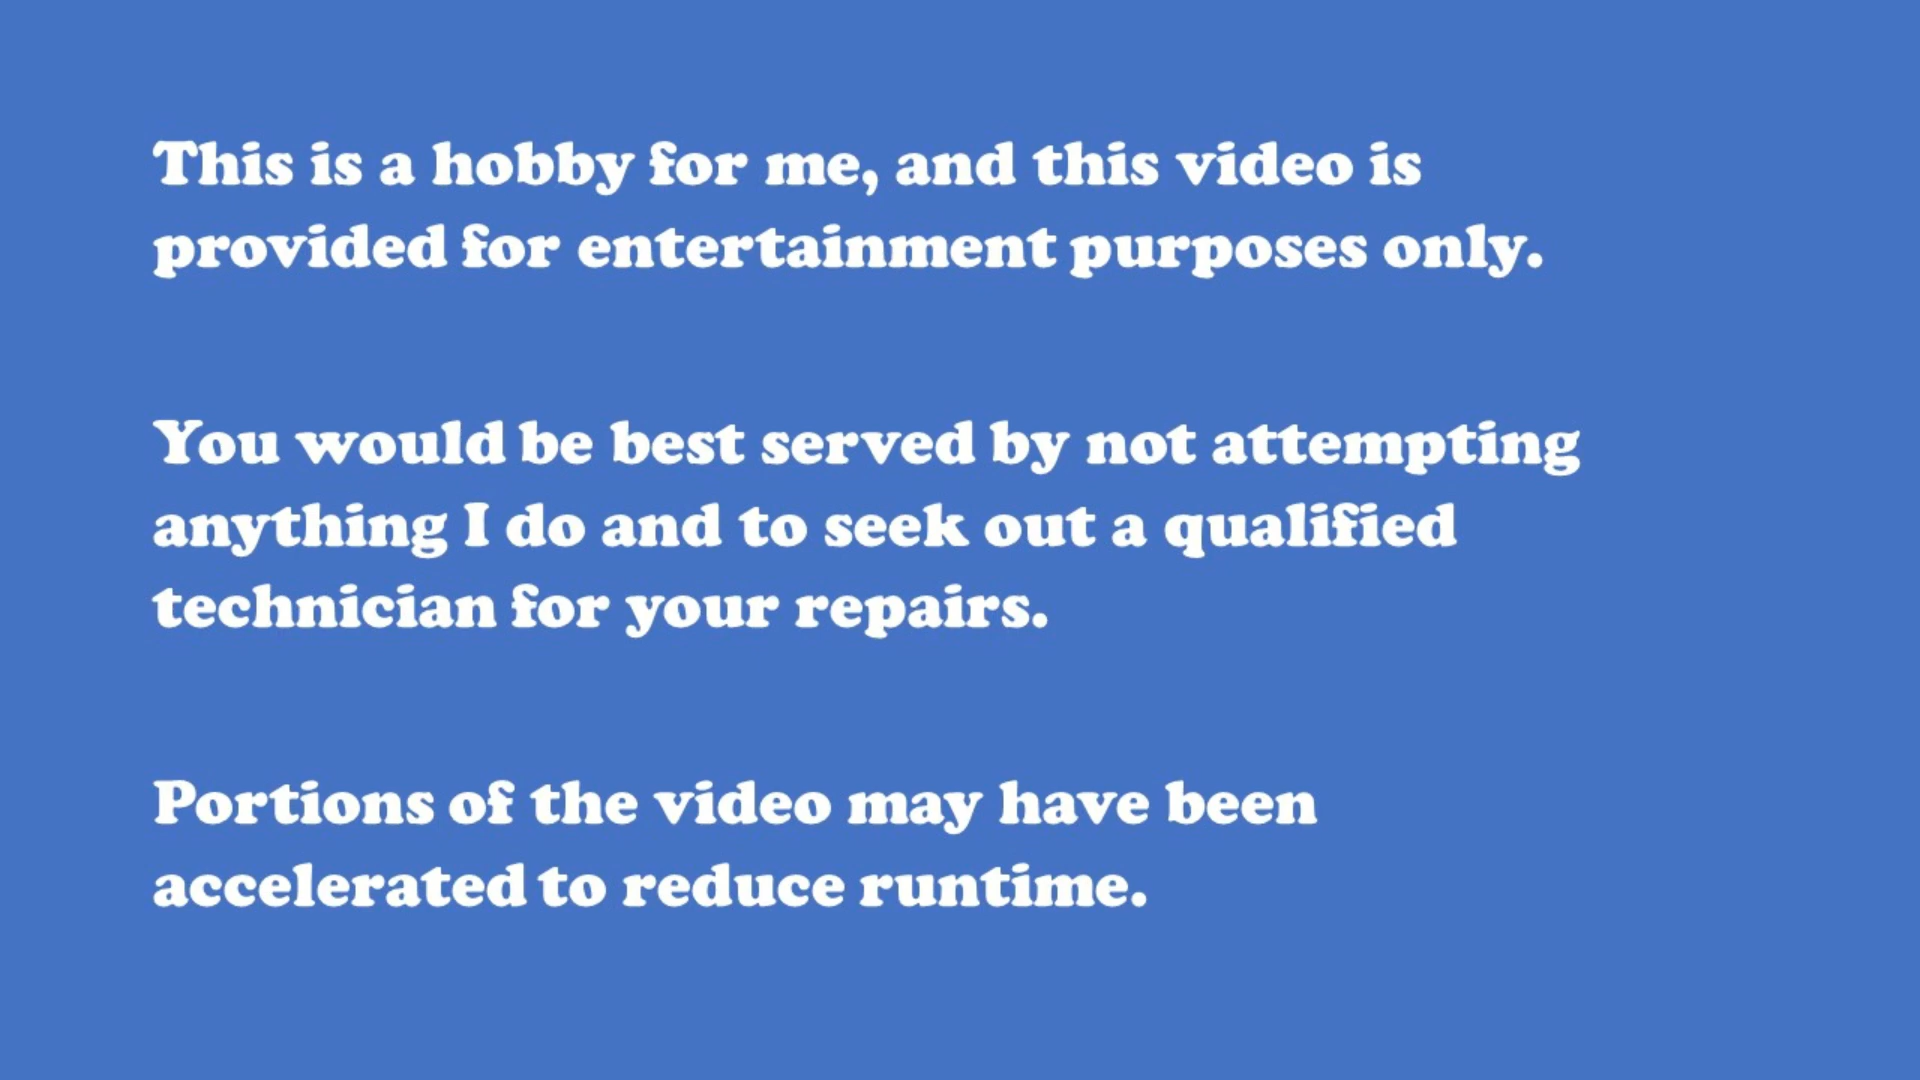 This is a hobby for me, and this video is
provided for entertainment purposes only.
You would be best served by not attempting
anything I do and to seek out a qualified
technician for your repairs.
Portions of the video may have been
accelerated to reduce runtime.